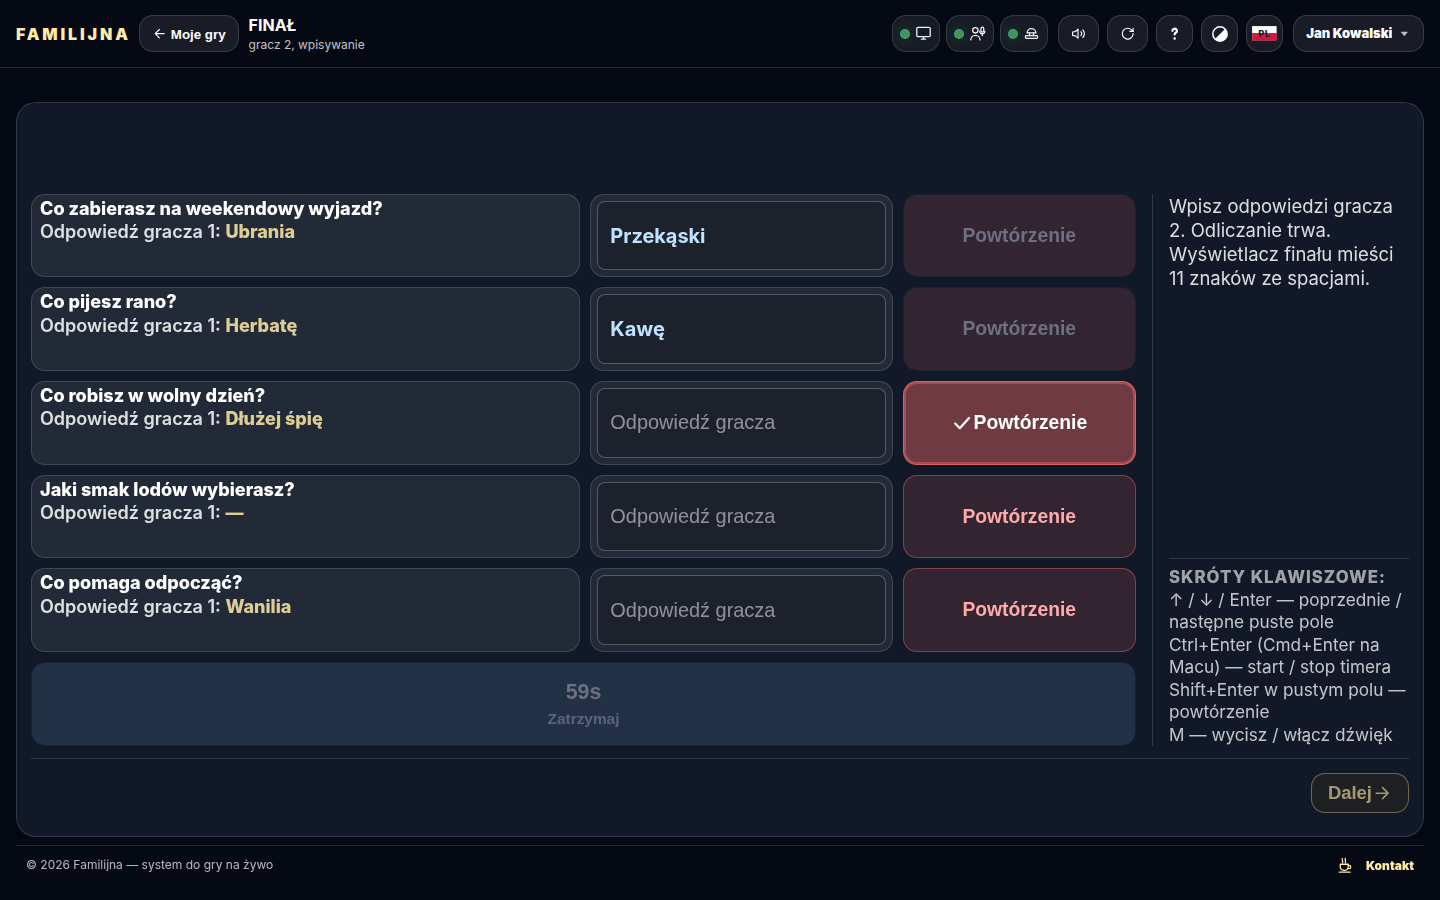 FAMILIJNA
← Moje gry
FINAŁ
gracz 2, wpisywanie
?
PL
Jan Kowalski
Co zabierasz na weekendowy wyjazd?
Odpowiedź gracza 1: Ubrania
Przekąski
Powtórzenie
Co pijesz rano?
Odpowiedź gracza 1: Herbatę
Kawę
Powtórzenie
Co robisz w wolny dzień?
Odpowiedź gracza 1: Dłużej śpię
Odpowiedź gracza
✓ Powtórzenie
Jaki smak lodów wybierasz?
Odpowiedź gracza 1: —
Odpowiedź gracza
Powtórzenie
Co pomaga odpocząć?
Odpowiedź gracza 1: Wanilia
Odpowiedź gracza
Powtórzenie
59s
Zatrzymaj
Wpisz odpowiedzi gracza
2. Odliczanie trwa.
Wyświetlacz finału mieści
11 znaków ze spacjami.
SKRÓTY KLAWISZOWE:
↑ / ↓ / Enter — poprzednie /
następne puste pole
Ctrl+Enter (Cmd+Enter na
Macu) — start / stop timera
Shift+Enter w pustym polu —
powtórzenie
M — wycisz / włącz dźwięk
Dalej →
© 2026 Familijna — system do gry na żywo
Kontakt